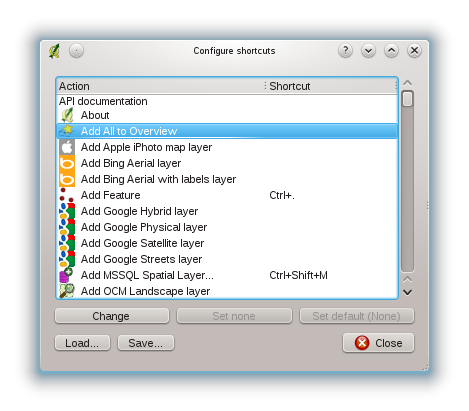 Configure shortcuts
Action Shortcut
API documentation
About
Add All to Overview
Add Apple iPhoto map layer
Add Bing Aerial layer
Add Bing Aerial with labels layer
Add Feature Ctrl+.
Add Google Hybrid layer
Add Google Physical layer
Add Google Satellite layer
Add Google Streets layer
Add MSSQL Spatial Layer... Ctrl+Shift+M
Add OCM Landscape layer
Change Set none Set default (None)
Load... Save... Close